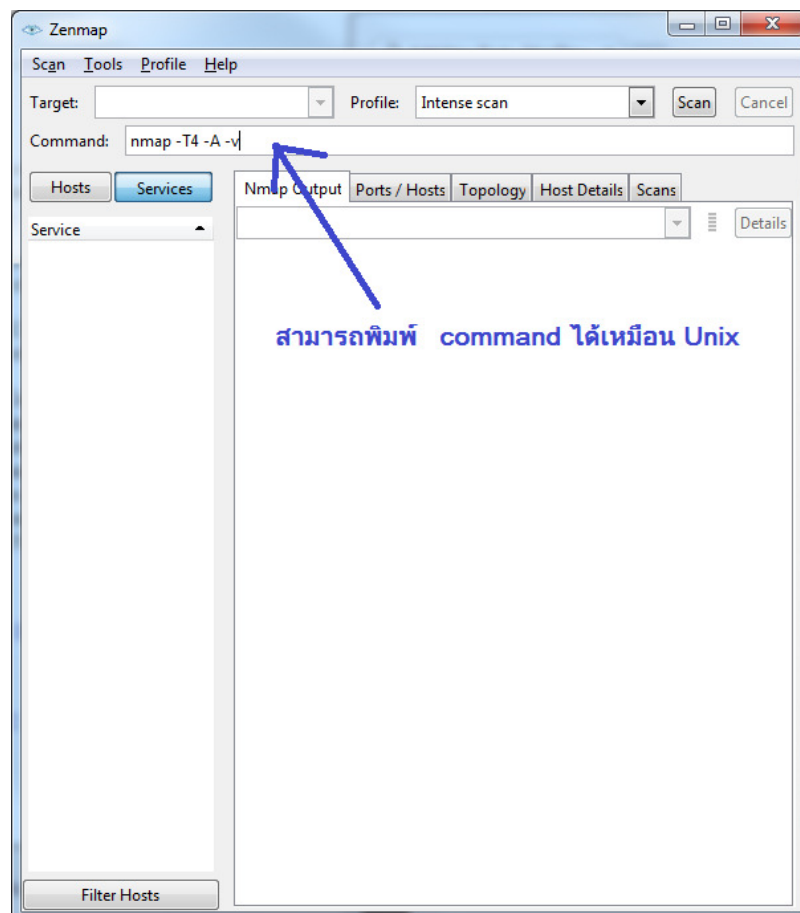 Zenmap
Scan Tools Profile Help
Target: Profile: Intense scan Scan Cancel
Command: nmap -T4 -A -v
Hosts Services Nmap Output Ports / Hosts Topology Host Details Scans
Service Details
สามารถพิมพ์ command ได้เหมือน Unix
Filter Hosts